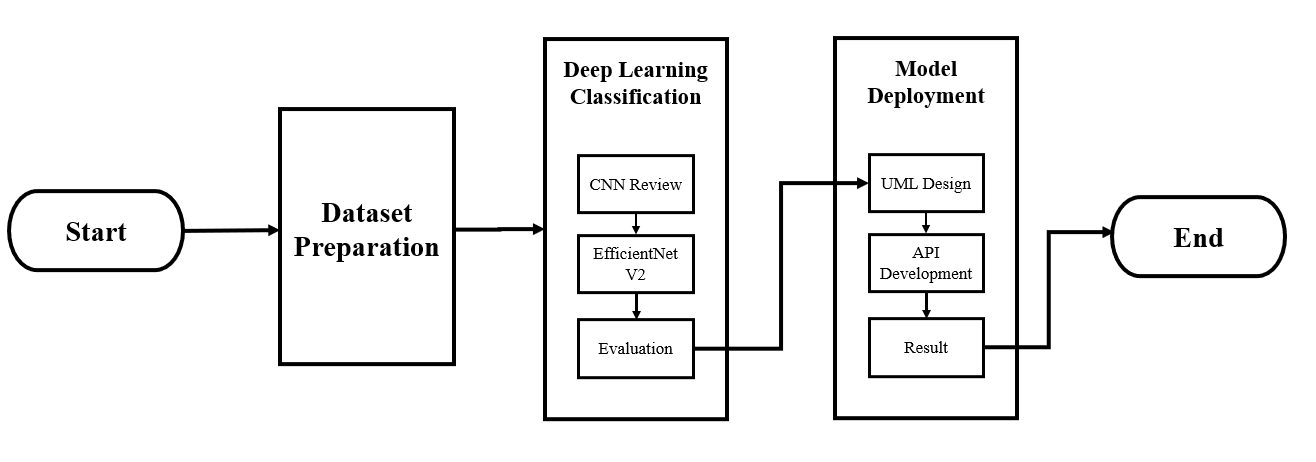 Start
Dataset
Preparation
Deep Learning
Classification
CNN Review
EfficientNet
V2
Evaluation
Model
Deployment
UML Design
API
Development
Result
End